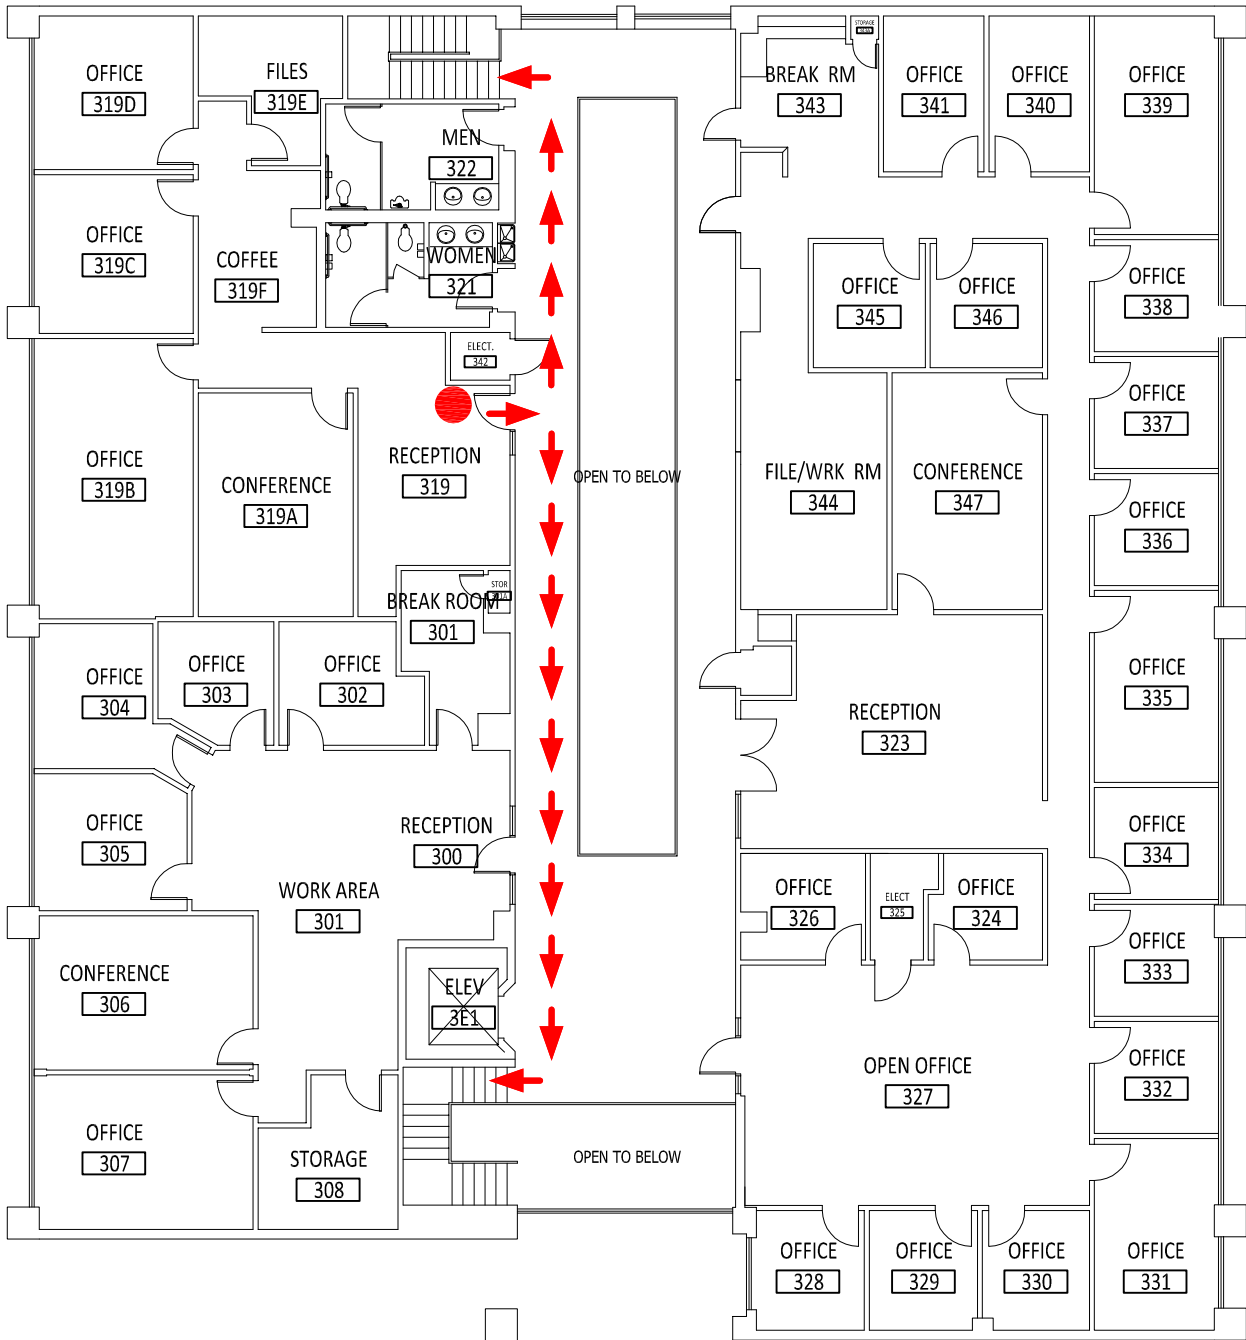 OFFICE
319D
FILES
319E
STORAGE
BREAK RM
343
OFFICE
341
OFFICE
340
OFFICE
339
MEN
322
OFFICE
319C
COFFEE
319F
WOMEN
321
OFFICE
345
OFFICE
346
OFFICE
338
ELECT.
342
OFFICE
337
OFFICE
319B
CONFERENCE
319A
RECEPTION
319
OPEN TO BELOW
FILE/WRK RM
344
CONFERENCE
347
OFFICE
336
STOR
BREAK ROOM
301
OFFICE
304
OFFICE
303
OFFICE
302
OFFICE
335
RECEPTION
323
OFFICE
305
RECEPTION
300
WORK AREA
301
OFFICE
334
OFFICE
326
ELECT
325
OFFICE
324
OFFICE
333
CONFERENCE
306
ELEV
3E1
OPEN OFFICE
327
OFFICE
332
OFFICE
307
STORAGE
308
OPEN TO BELOW
OFFICE
328
OFFICE
329
OFFICE
330
OFFICE
331